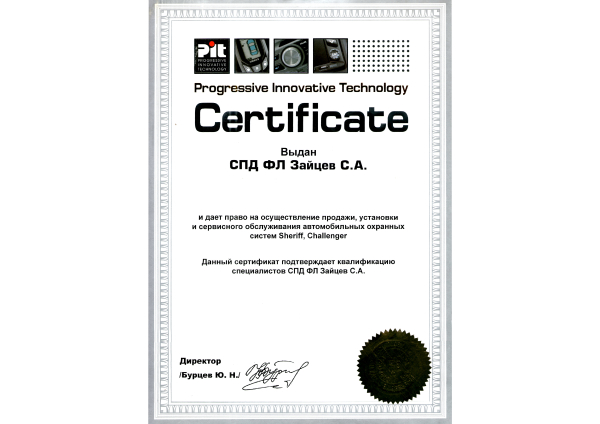 Pit
PROGRESSIVE
INNOVATIVE
TECHNOLOGY
Progressive Innovative Technology
Certificate
Выдан
СПД ФЛ Зайцев С.А.
и дает право на осуществление продажи, установки
и сервисного обслуживания автомобильных охранных
систем Sheriff, Challenger
Данный сертификат подтверждает квалификацию
специалистов СПД ФЛ Зайцев С.А.
Директор
/Бурцев Ю. Н./